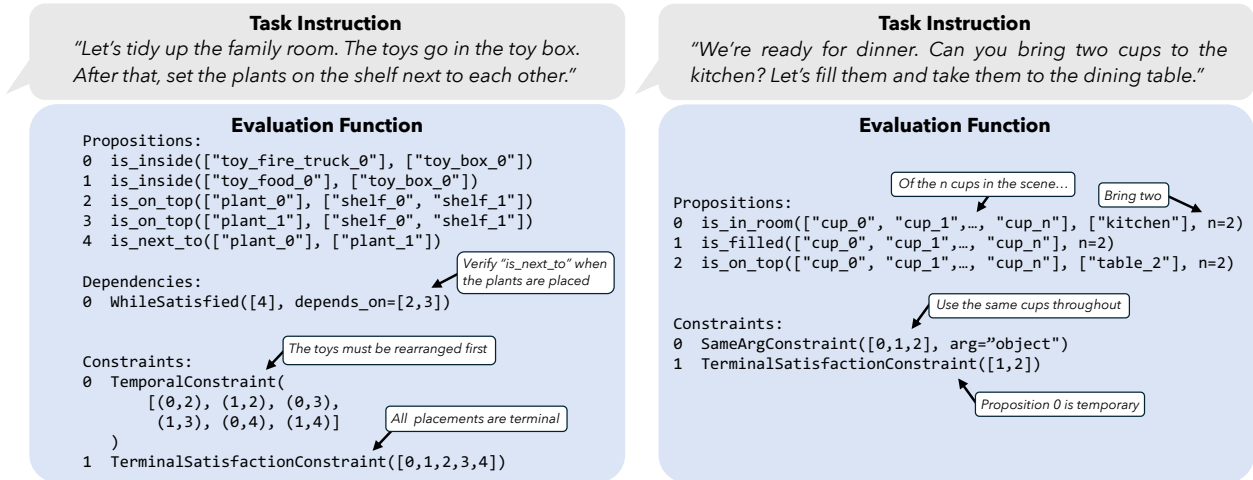 Task Instruction
“Let’s tidy up the family room. The toys go in the toy box.
After that, set the plants on the shelf next to each other.”
Evaluation Function
Propositions:
0 is_inside(["toy_fire_truck_0"], ["toy_box_0"])
1 is_inside(["toy_food_0"], ["toy_box_0"])
2 is_on_top(["plant_0"], ["shelf_0", "shelf_1"])
3 is_on_top(["plant_1"], ["shelf_0", "shelf_1"])
4 is_next_to(["plant_0"], ["plant_1"])
Verify “is_next_to” when
the plants are placed
Dependencies:
0 WhileSatisfied([4], depends_on=[2,3])
The toys must be rearranged first
Constraints:
0 TemporalConstraint(
[(0,2), (1,2), (0,3),
(1,3), (0,4), (1,4)]
)
All placements are terminal
1 TerminalSatisfactionConstraint([0,1,2,3,4])
Task Instruction
“We’re ready for dinner. Can you bring two cups to the
kitchen? Let’s fill them and take them to the dining table.”
Evaluation Function
Of the n cups in the scene…
Bring two
Propositions:
0 is_in_room(["cup_0", "cup_1",…, "cup_n"], ["kitchen"], n=2)
1 is_filled(["cup_0", "cup_1",…, "cup_n"], n=2)
2 is_on_top(["cup_0", "cup_1",…, "cup_n"], ["table_2"], n=2)
Use the same cups throughout
Constraints:
0 SameArgConstraint([0,1,2], arg=”object")
1 TerminalSatisfactionConstraint([1,2])
Proposition 0 is temporary